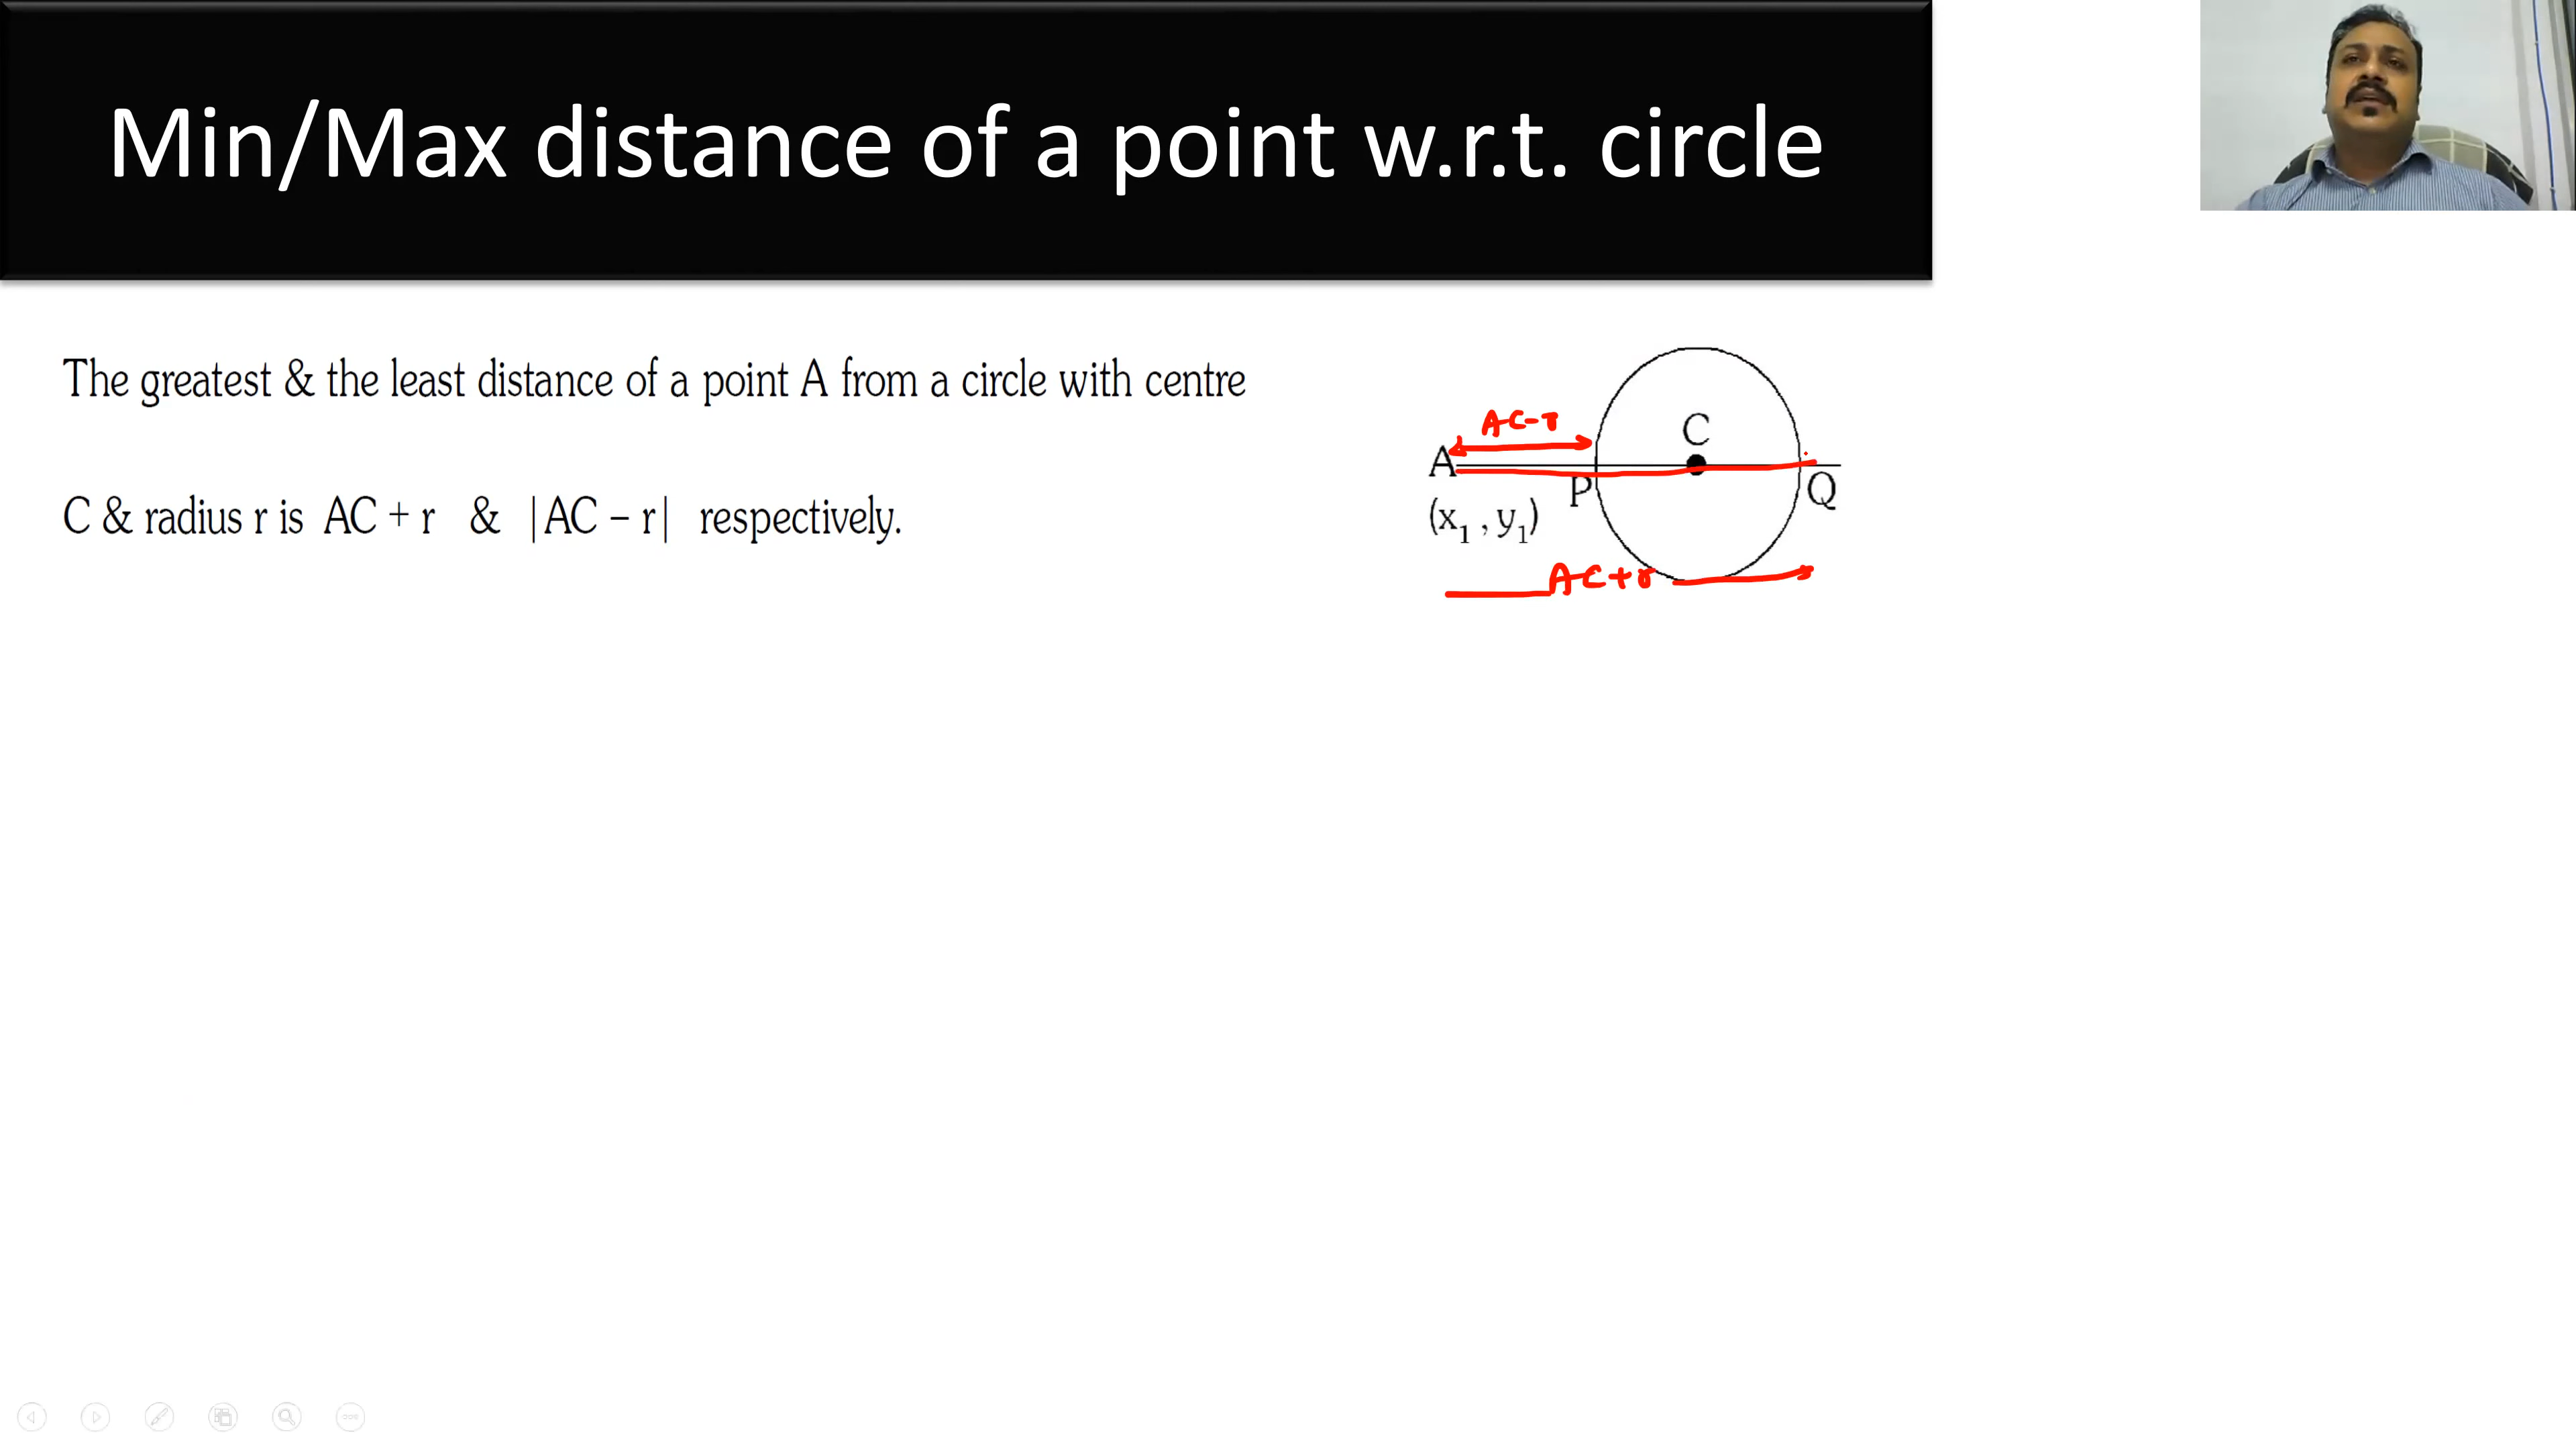 Min/Max distance of a point w.r.t. circle
The greatest & the least distance of a point A from a circle with centre
C & radius r is AC + r & |AC – r| respectively.
AC-r
C
A
P
Q
(x₁ , y₁)
AC+r